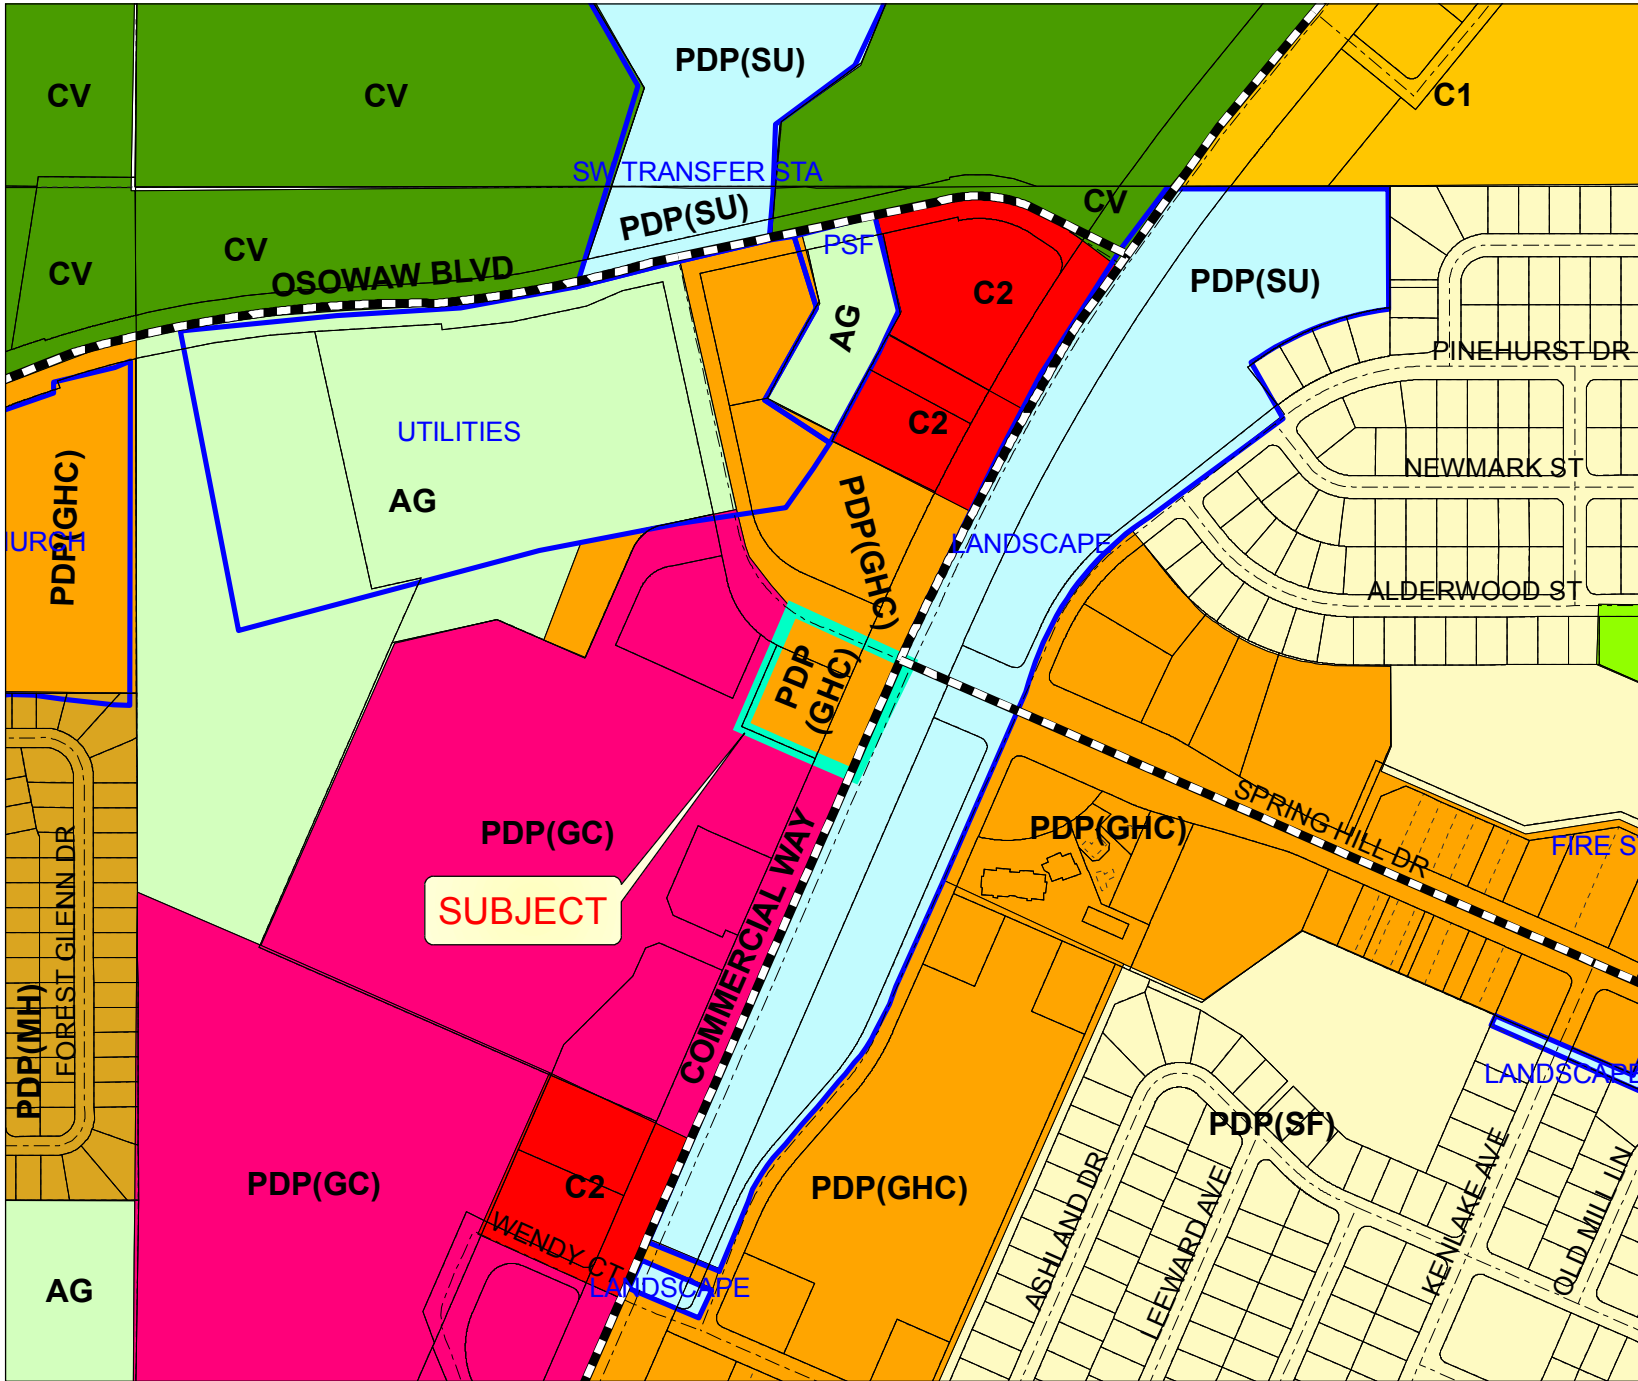 PDP(SU)
CV
CV
C1
SW TRANSFER STA
PDP(SU)
CV
PSF
CV
CV
OSOWAW BLVD
C2
PDP(SU)
AG
PINEHURST DR
C2
UTILITIES
NEWMARK ST
AG
PDP(GHC)
PDP(GHC)
URCH
LANDSCAPE
ALDERWOOD ST
PDP
(GHC)
SPRING HILL DR
PDP(GC)
PDP(GHC)
FIRE S
SUBJECT
COMMERCIAL WAY
FOREST GLENN DR
PDP(MH)
LANDSCAPE
PDP(SF)
PDP(GC)
C2
PDP(GHC)
ASHLAND DR
LEEWARD AVE
KENLAKE AVE
OLD MILL LN
WENDY CT
LANDSCAPE
AG